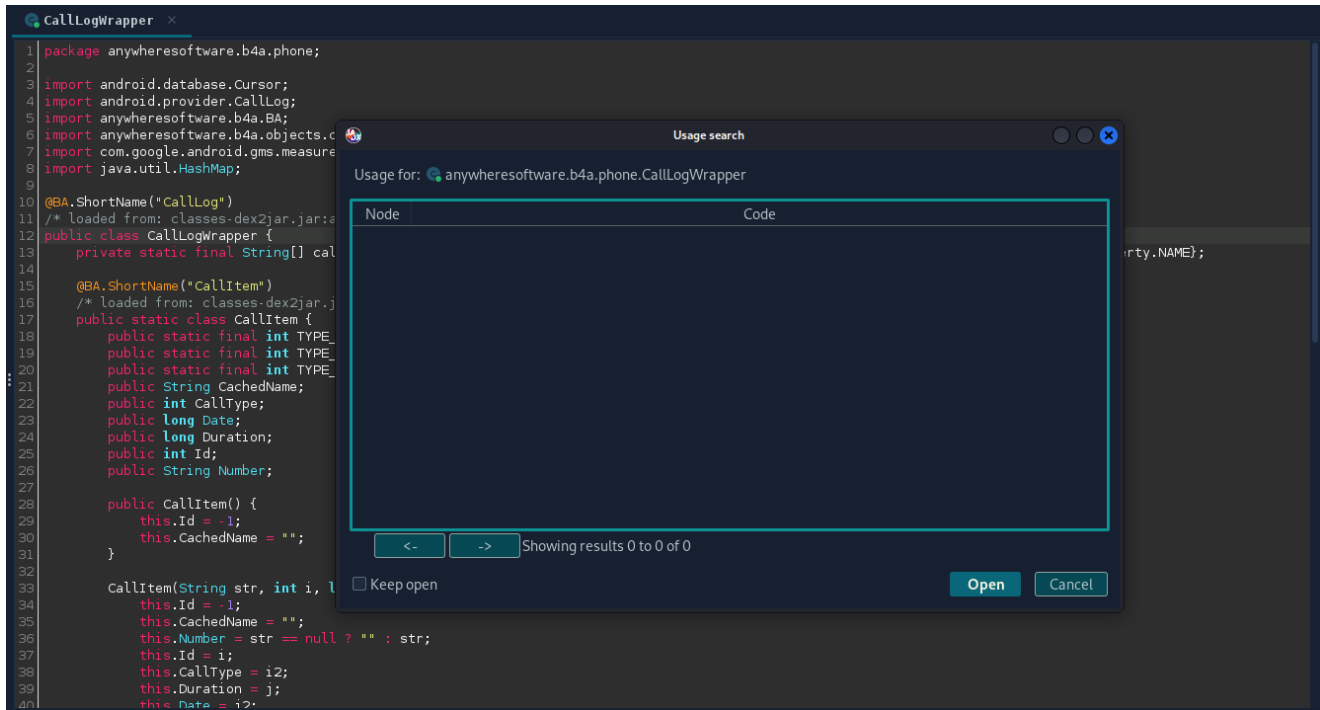 CallLogWrapper ×
1 package anywheresoftware.b4a.phone;
2
3 import android.database.Cursor;
4 import android.provider.CallLog;
5 import anywheresoftware.b4a.BA;
6 import anywheresoftware.b4a.objects.c
7 import com.google.android.gms.measure
8 import java.util.HashMap;
9
10 @BA.ShortName("CallLog")
11 /* loaded from: classes-dex2jar.jar:a
12 public class CallLogWrapper {
13 private static final String[] cal rty.NAME};
14
15 @BA.ShortName("CallItem")
16 /* loaded from: classes-dex2jar.j
17 public static class CallItem {
18 public static final int TYPE_
19 public static final int TYPE_
20 public static final int TYPE_
21 public String CachedName;
22 public int CallType;
23 public long Date;
24 public long Duration;
25 public int Id;
26 public String Number;
27
28 public CallItem() {
29 this.Id = -1;
30 this.CachedName = "";
31 }
32
33 CallItem(String str, int i, l
34 this.Id = -1;
35 this.CachedName = "";
36 this.Number = str == null ? "" : str;
37 this.Id = i;
38 this.CallType = i2;
39 this.Duration = j;
40 this.Date = j2;
Usage search
Usage for: anywheresoftware.b4a.phone.CallLogWrapper
Node Code
<- -> Showing results 0 to 0 of 0
Keep open Open Cancel